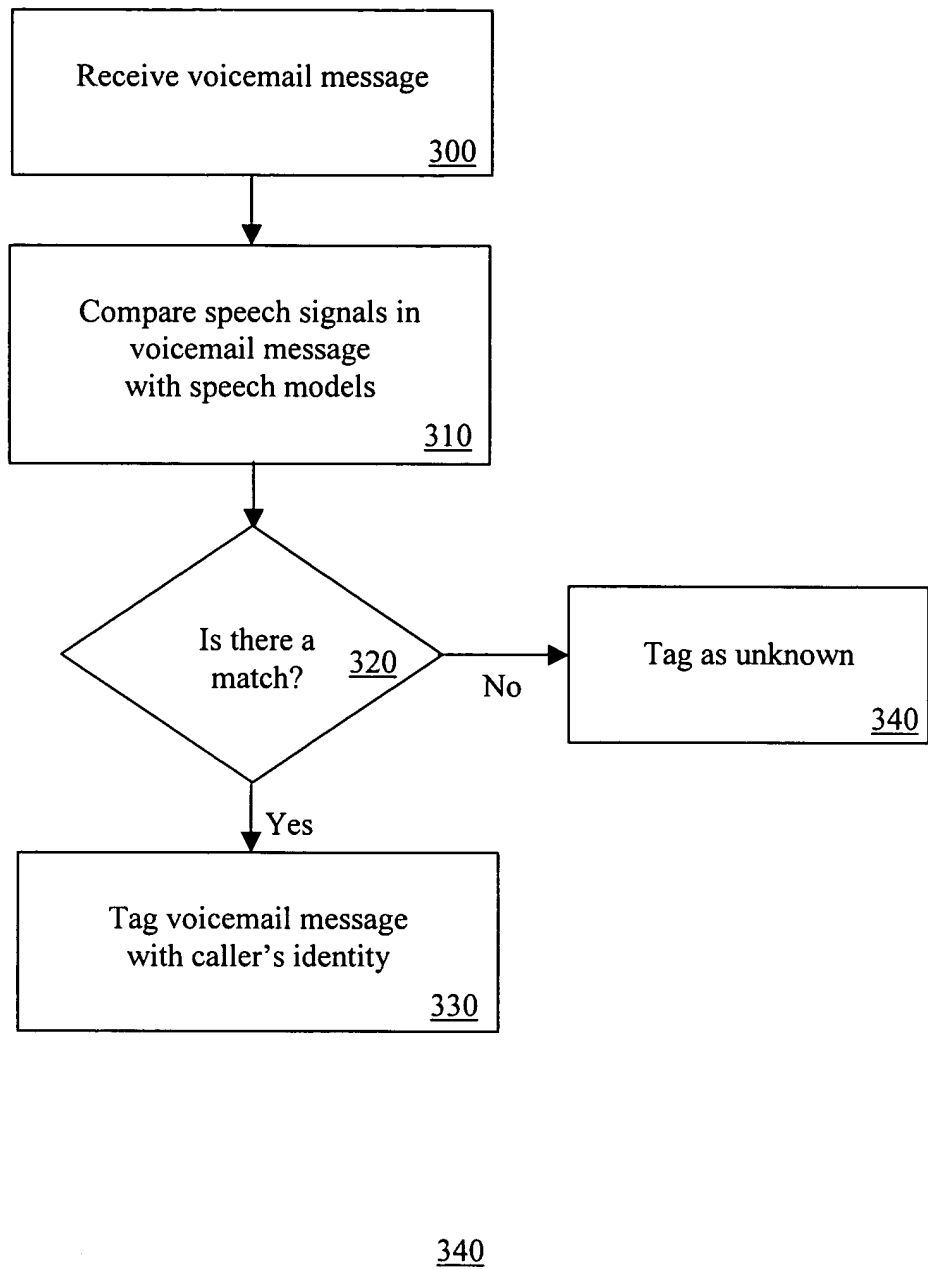 Receive voicemail message
300
Compare speech signals in
voicemail message
with speech models
310
Is there a
match?
320
No
Tag as unknown
340
Yes
Tag voicemail message
with caller’s identity
330
340